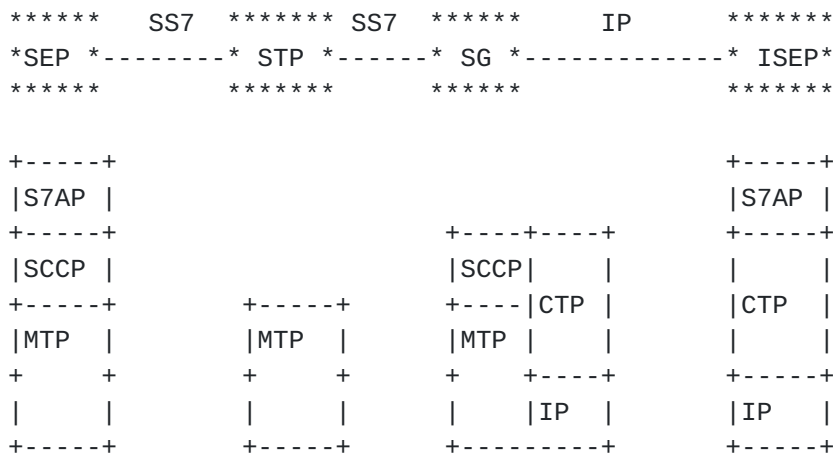 ******   SS7  ******* SS7  ******     IP       *******
*SEP *--------* STP *------* SG *-------------* ISEP*
******        *******      ******             *******

+-----+                                       +-----+
|S7AP |                                       |S7AP |
+-----+                     +----+----+       +-----+
|SCCP |                     |SCCP|    |       |     |
+-----+        +-----+      +----|CTP |       |CTP  |
|MTP  |        |MTP  |      |MTP |    |       |     |
+     +        +     +      +    +----+       +-----+
|     |        |     |      |    |IP  |       |IP   |
+-----+        +-----+      +---------+       +-----+